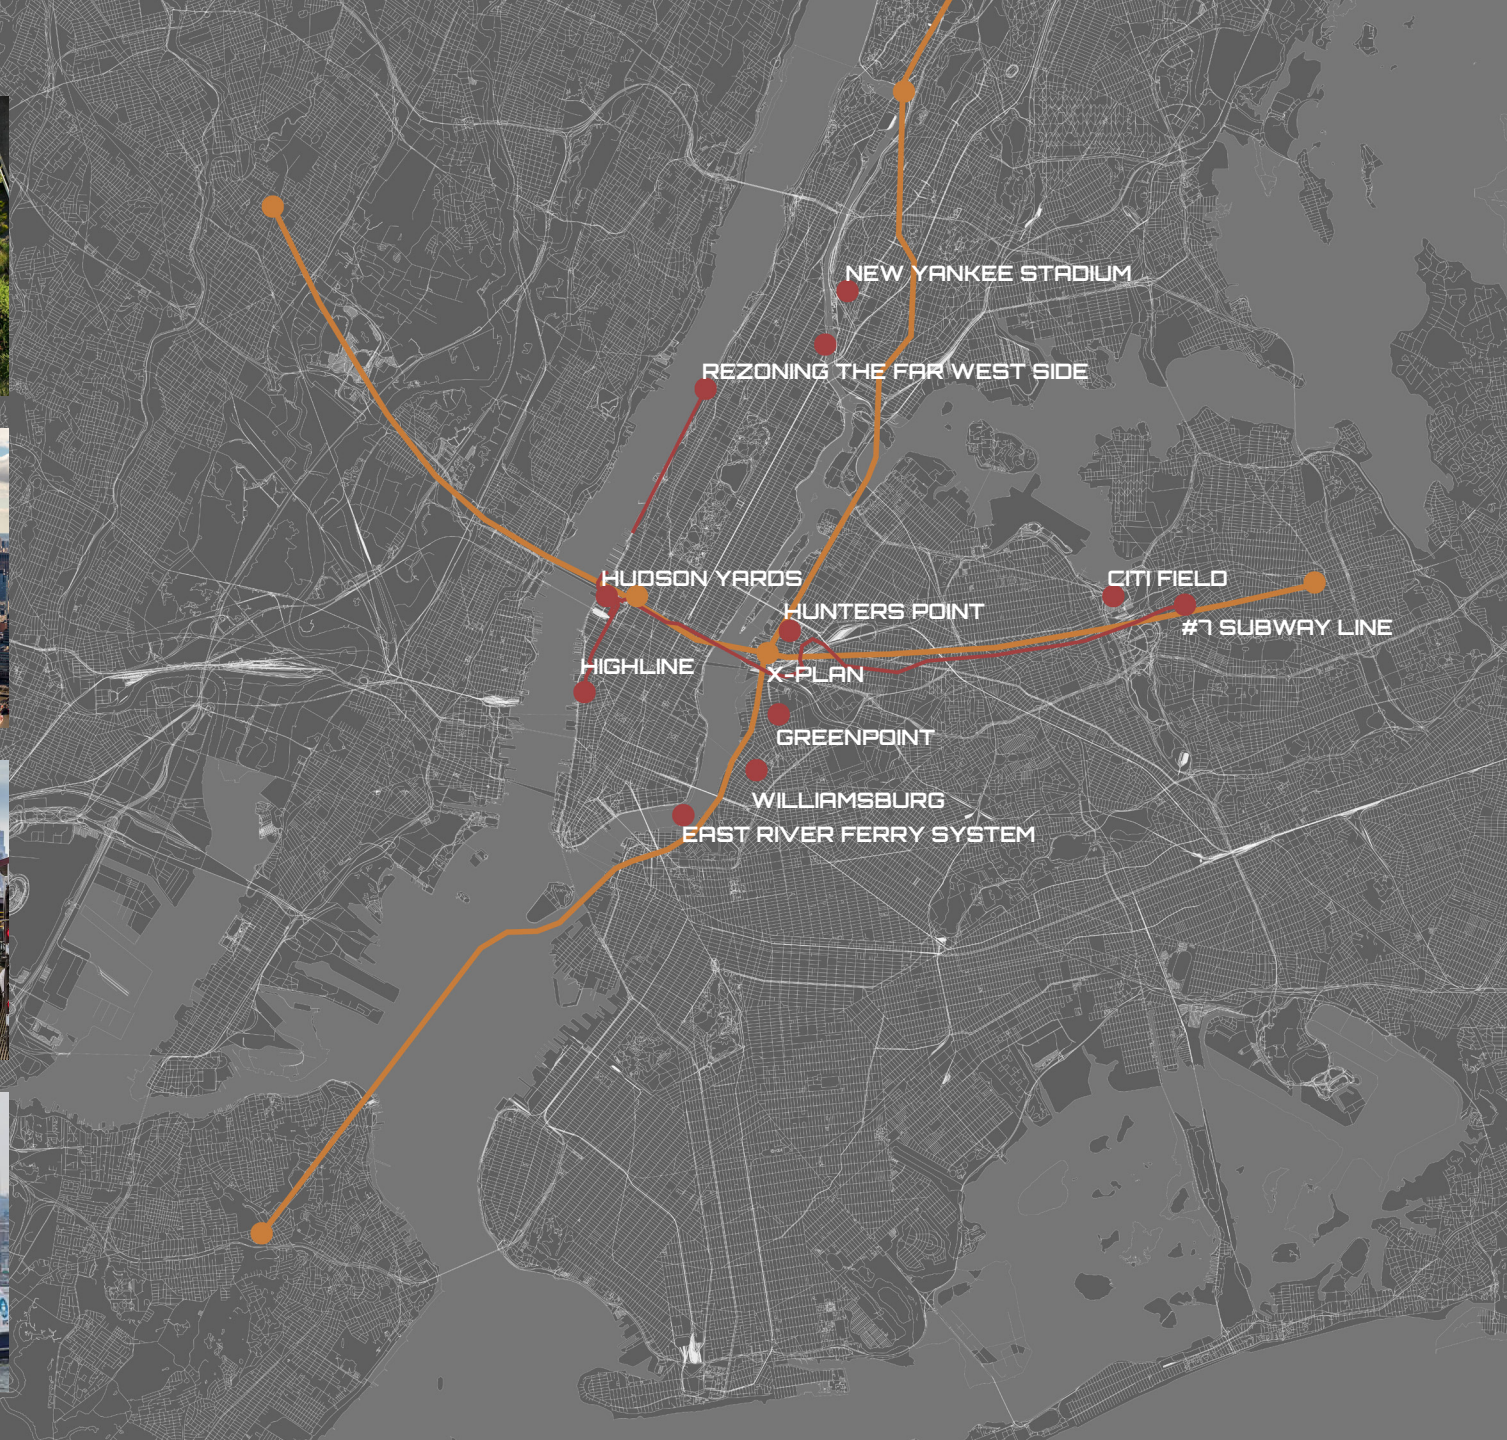 NEW YANKEE STADIUM
REZONING THE FAR WEST SIDE
HUDSON YARDS
CITI FIELD
HUNTERS POINT
#7 SUBWAY LINE
HIGHLINE
X-PLAN
GREENPOINT
WILLIAMSBURG
EAST RIVER FERRY SYSTEM